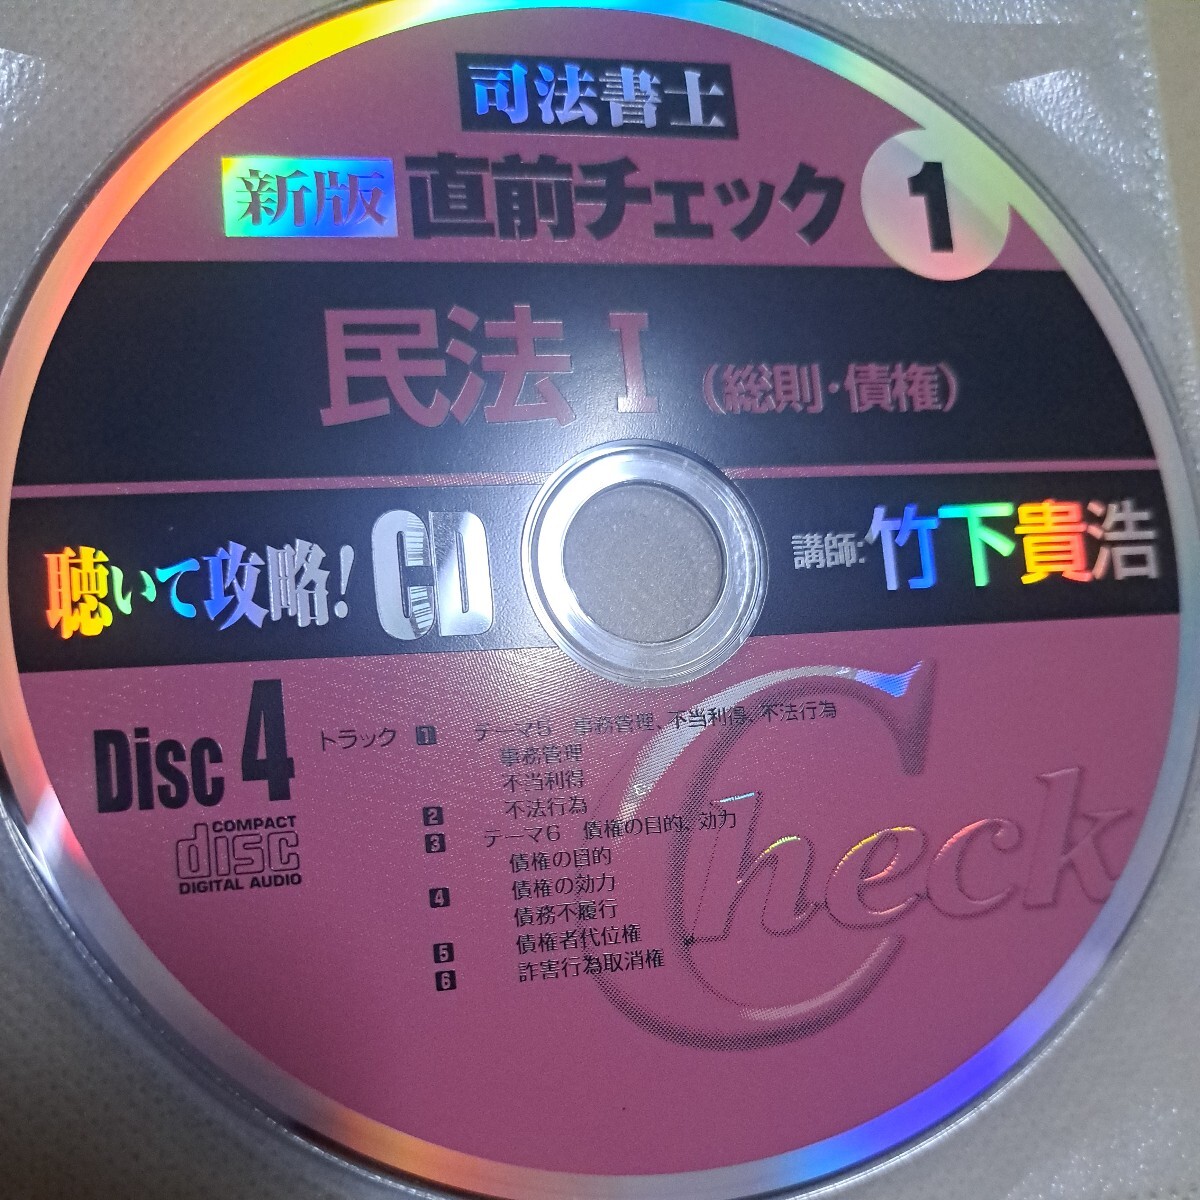 司法書士
新版 直前チェック 1
民法 I (総則・債権)
聴いて攻略! CD
講師:竹下貴浩
Disc 4
COMPACT
disc
DIGITAL AUDIO
トラック 1 テーマ5 事務管理、不当利得、不法行為
事務管理
不当利得
2 不法行為
3 テーマ6 債権の目的、効力
債権の目的
4 債権の効力
債務不履行
5 債権者代位権
6 詐害行為取消権
Check